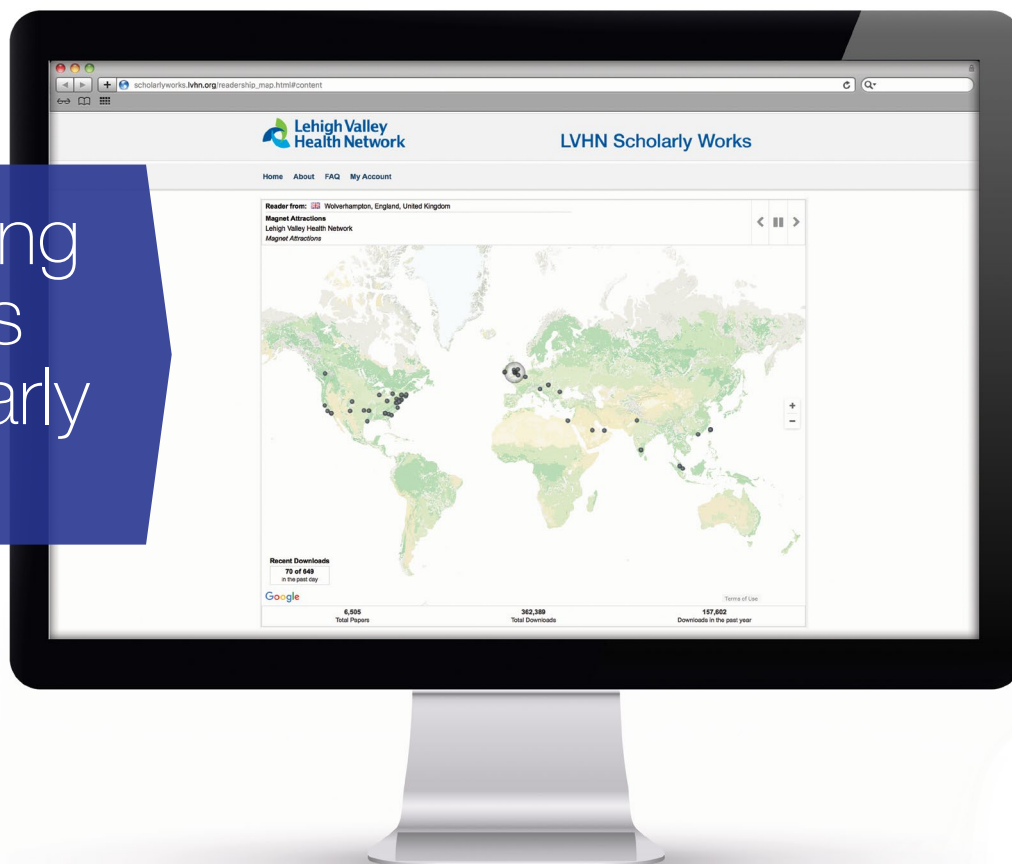 scholarlyworks.lvhn.org/readership_map.html#content
Lehigh Valley
Health Network
LVHN Scholarly Works
Home About FAQ My Account
ng
s
arly
Reader from: Wolverhampton, England, United Kingdom
Magnet Attractions
Lehigh Valley Health Network
Magnet Attractions
Recent Downloads
70 of 649
in the past day
Google
Terms of Use
6,505
Total Papers
362,389
Total Downloads
157,602
Downloads in the past year